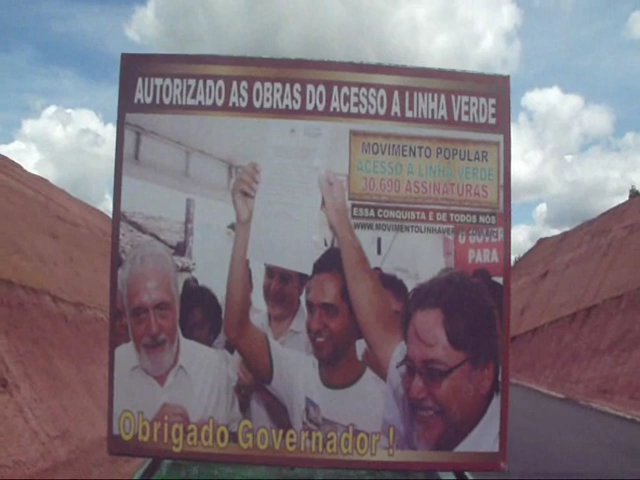 AUTORIZADO AS OBRAS DO ACESSO A LINHA VERDE
MOVIMENTO POPULAR
ACESSO A LINHA VERDE
30.690 ASSINATURAS
ESSA CONQUISTA É DE TODOS NÓS
O GOVER
PARA
Obrigado Governador !